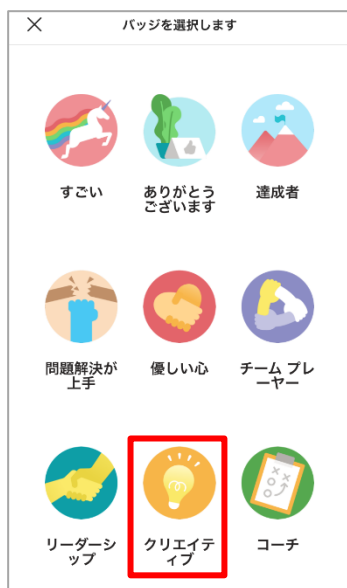 バッジを選択します
すごい
ありがとう
ございます
達成者
問題解決が
上手
優しい心
チーム プレ
ーヤー
リーダーシ
ップ
クリエイテ
ィブ
コーチ